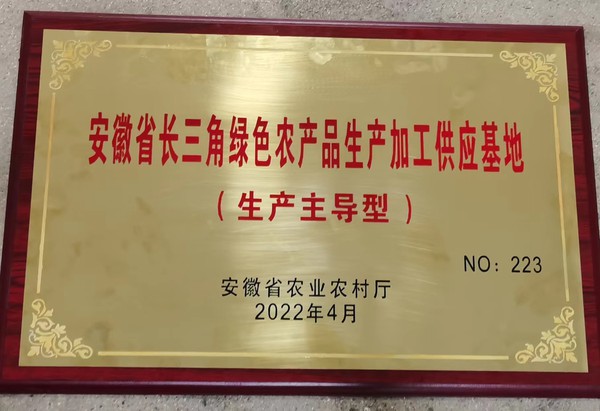 安徽省长三角绿色农产品生产加工供应基地
（生产主导型）
NO：223
安徽省农业农村厅
2022年4月